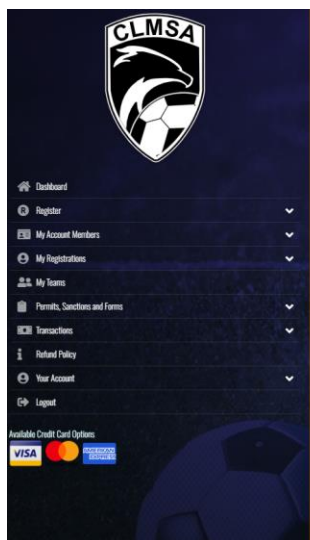 CLMSA
Dashboard
Register
My Account Members
My Registrations
My Teams
Permits, Sanctions and Forms
Transactions
Refund Policy
Your Account
Logout
Available Credit Card Options
VISA
AMERICAN
EXPRESS